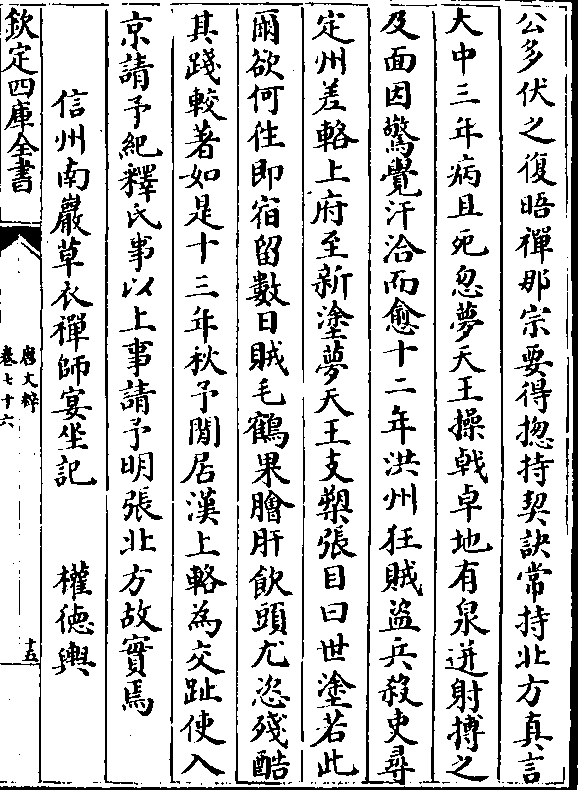 公多伏之復晤禪那宗要得揔持契訣常持北方真言
大中三年病且死忽夢天王操戟卓地有泉迸射搏之
及面因驚覺汗洽而愈十二年洪州狂賊盜兵殺吏尋
定州差輅上府至新塗夢天王支槊張目曰世塗若此
爾欲何徃即宿留數日賊毛鶴果膾肝飲頭尤恣殘酷
其踐較著如是十三年秋予閒居漢上輅為交趾使入
京請予紀釋氏事以上事請予明張北方故實焉
信州南巖草衣禪師宴坐記 權德輿
欽定四庫全書
唐文粹
卷七十六
十五